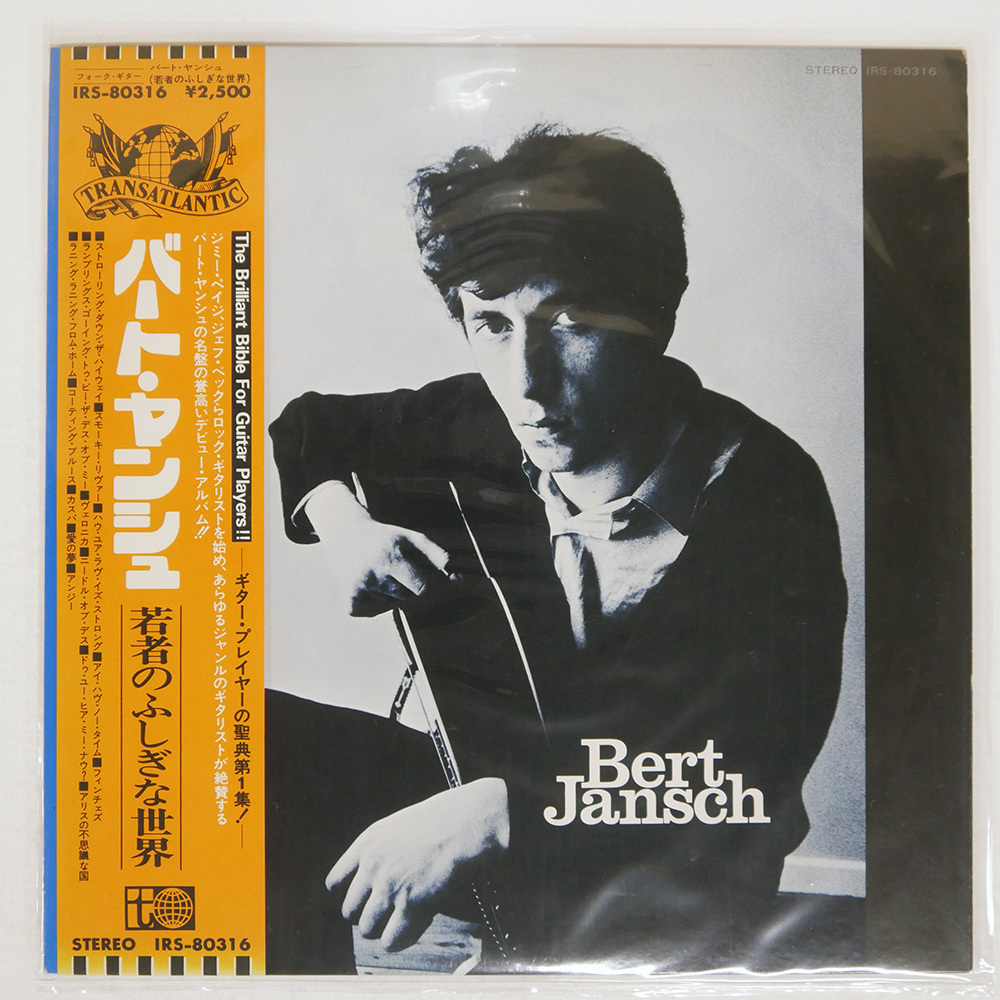 バート・ヤンシュ
フォーク・ギター
(若者のふしぎな世界)
IRS-80316 ¥2,500
TRANSATLANTIC
The Brilliant Bible For Guitar Players!! ―ギター・プレイヤーの聖典第1集!―
ジミー・ペイジ、ジェフ・ベックらロック・ギタリストを始め、あらゆるジャンルのギタリストが絶賛する
バート・ヤンシュの名盤の誉高いデビュー・アルバム!!
バート・ヤンシュ
若者のふしぎな世界
■ストローリング・ダウン・ザ・ハイウェイ■スモーキー・リヴァー■ハウ・ユア・ラヴ・イズ・ストロング■アイ・ハヴ・ノー・タイム■フィンチェズ
■ランブリングス・ゴーイング・トゥ・ビー・ザ・デス・オブ・ミー■ヴェロニカ■ニードル・オブ・デス■ドゥ・ユー・ヒア・ミー・ナウ?■アリスの不思議な国
■ラニング・ラニング・フロム・ホーム■コーティング・ブルース■カスバ■愛の夢■アンジー
it
STEREO IRS-80316
STEREO IRS-80316
Bert
Jansch